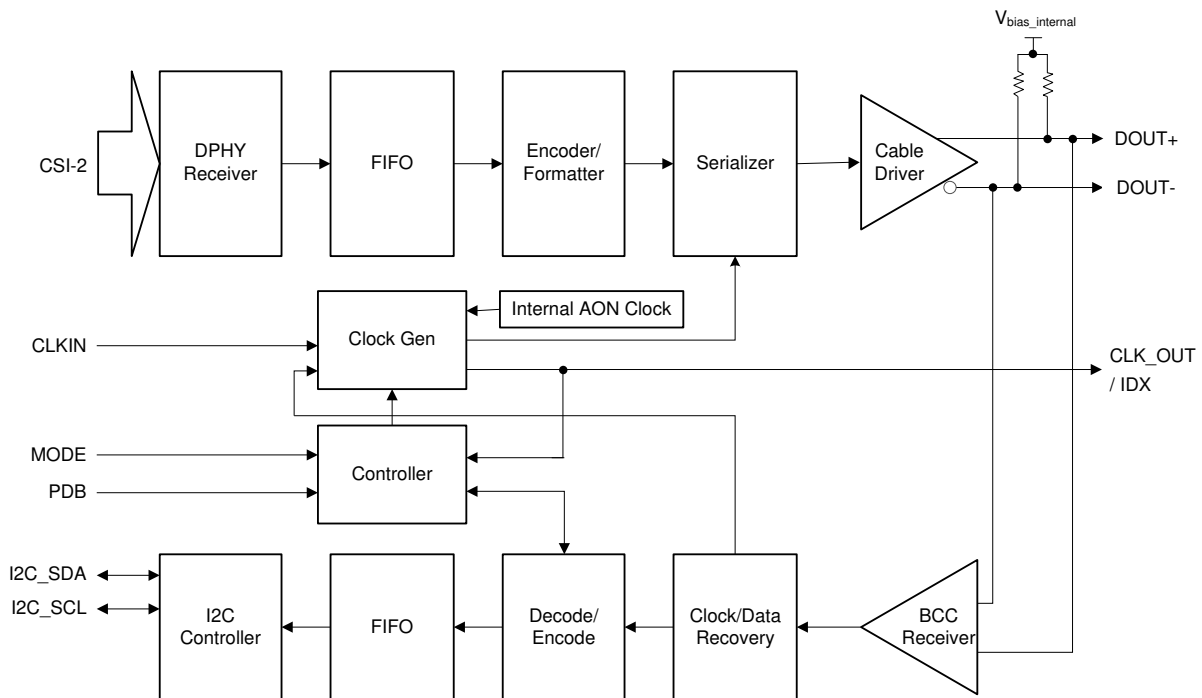 Vbias_internal
CSI-2
DPHY
Receiver
FIFO
Encoder/
Formatter
Serializer
Cable
Driver
DOUT+
DOUT-
Internal AON Clock
CLKIN
Clock Gen
CLK_OUT
/ IDX
MODE
PDB
Controller
I2C_SDA
I2C_SCL
I2C
Controller
FIFO
Decode/
Encode
Clock/Data
Recovery
BCC
Receiver